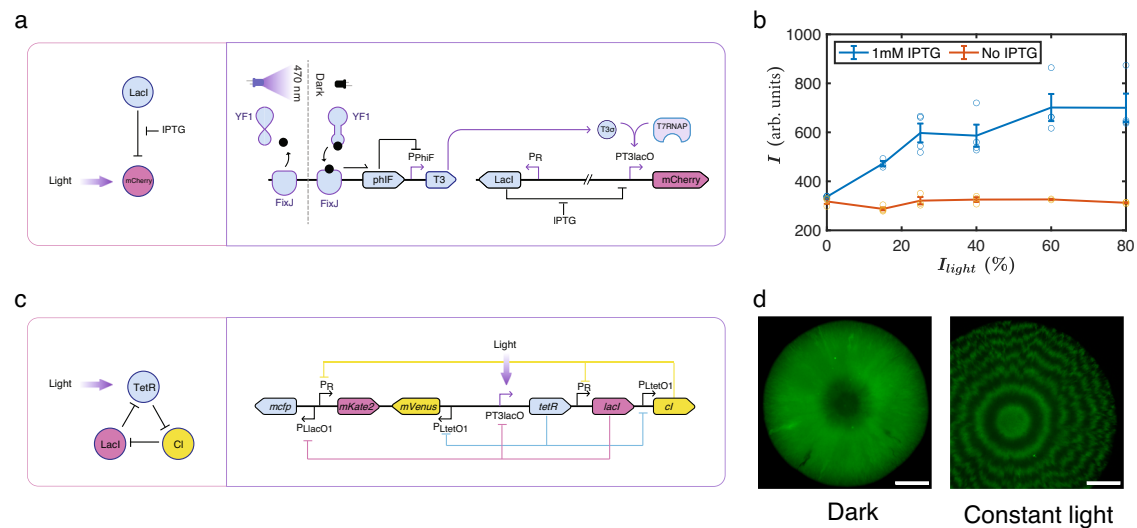 a
LacI
IPTG
mCherry
Light
470 nm
Dark
YF1
YF1
FixJ
FixJ
phlF
PPhiF
T3
T3σ
T7RNAP
PT3lacO
PR
LacI
mCherry
IPTG
b
1mM IPTG
No IPTG
I (arb. units)
1000
800
600
400
200
0
20
40
60
80
Ilight (%)
c
Light
TetR
LacI
CI
Light
PR
PR
PLtetO1
mcfp
mKate2
mVenus
tetR
lacI
cI
PLlacO1
PLtetO1
PT3lacO
d
Dark
Constant light